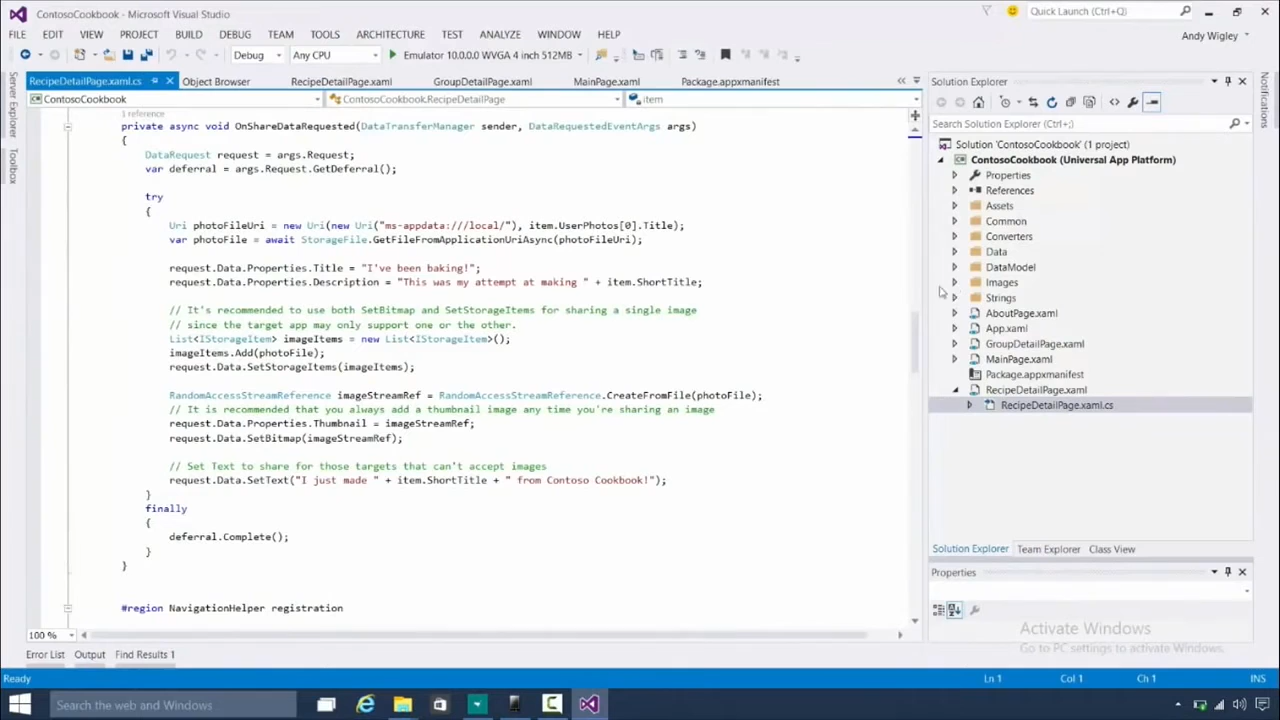 ContosoCookbook - Microsoft Visual Studio
Quick Launch (Ctrl+Q)
FILE EDIT VIEW PROJECT BUILD DEBUG TEAM TOOLS ARCHITECTURE TEST ANALYZE WINDOW HELP
Andy Wigley
Debug Any CPU Emulator 10.0.0.0 WVGA 4 inch 512MB
Server Explorer
Toolbox
Notifications
RecipeDetailPage.xaml.cs Object Browser RecipeDetailPage.xaml GroupDetailPage.xaml MainPage.xaml Package.appxmanifest
ContosoCookbook ContosoCookbook.RecipeDetailPage item
1 reference
private async void OnShareDataRequested(DataTransferManager sender, DataRequestedEventArgs args)
{
DataRequest request = args.Request;
var deferral = args.Request.GetDeferral();
try
{
Uri photoFileUri = new Uri(new Uri("ms-appdata:///local/"), item.UserPhotos[0].Title);
var photoFile = await StorageFile.GetFileFromApplicationUriAsync(photoFileUri);
request.Data.Properties.Title = "I've been baking!";
request.Data.Properties.Description = "This was my attempt at making " + item.ShortTitle;
// It's recommended to use both SetBitmap and SetStorageItems for sharing a single image
// since the target app may only support one or the other.
List<IStorageItem> imageItems = new List<IStorageItem>();
imageItems.Add(photoFile);
request.Data.SetStorageItems(imageItems);
RandomAccessStreamReference imageStreamRef = RandomAccessStreamReference.CreateFromFile(photoFile);
// It is recommended that you always add a thumbnail image any time you're sharing an image
request.Data.Properties.Thumbnail = imageStreamRef;
request.Data.SetBitmap(imageStreamRef);
// Set Text to share for those targets that can't accept images
request.Data.SetText("I just made " + item.ShortTitle + " from Contoso Cookbook!");
}
finally
{
deferral.Complete();
}
}
#region NavigationHelper registration
100 %
Solution Explorer
Search Solution Explorer (Ctrl+;)
Solution 'ContosoCookbook' (1 project)
ContosoCookbook (Universal App Platform)
Properties
References
Assets
Common
Converters
Data
DataModel
Images
Strings
AboutPage.xaml
App.xaml
GroupDetailPage.xaml
MainPage.xaml
Package.appxmanifest
RecipeDetailPage.xaml
RecipeDetailPage.xaml.cs
Solution Explorer Team Explorer Class View
Properties
Activate Windows
Go to PC settings to activate Windows.
Error List Output Find Results 1
Ready Ln 1 Col 1 Ch 1 INS
Search the web and Windows